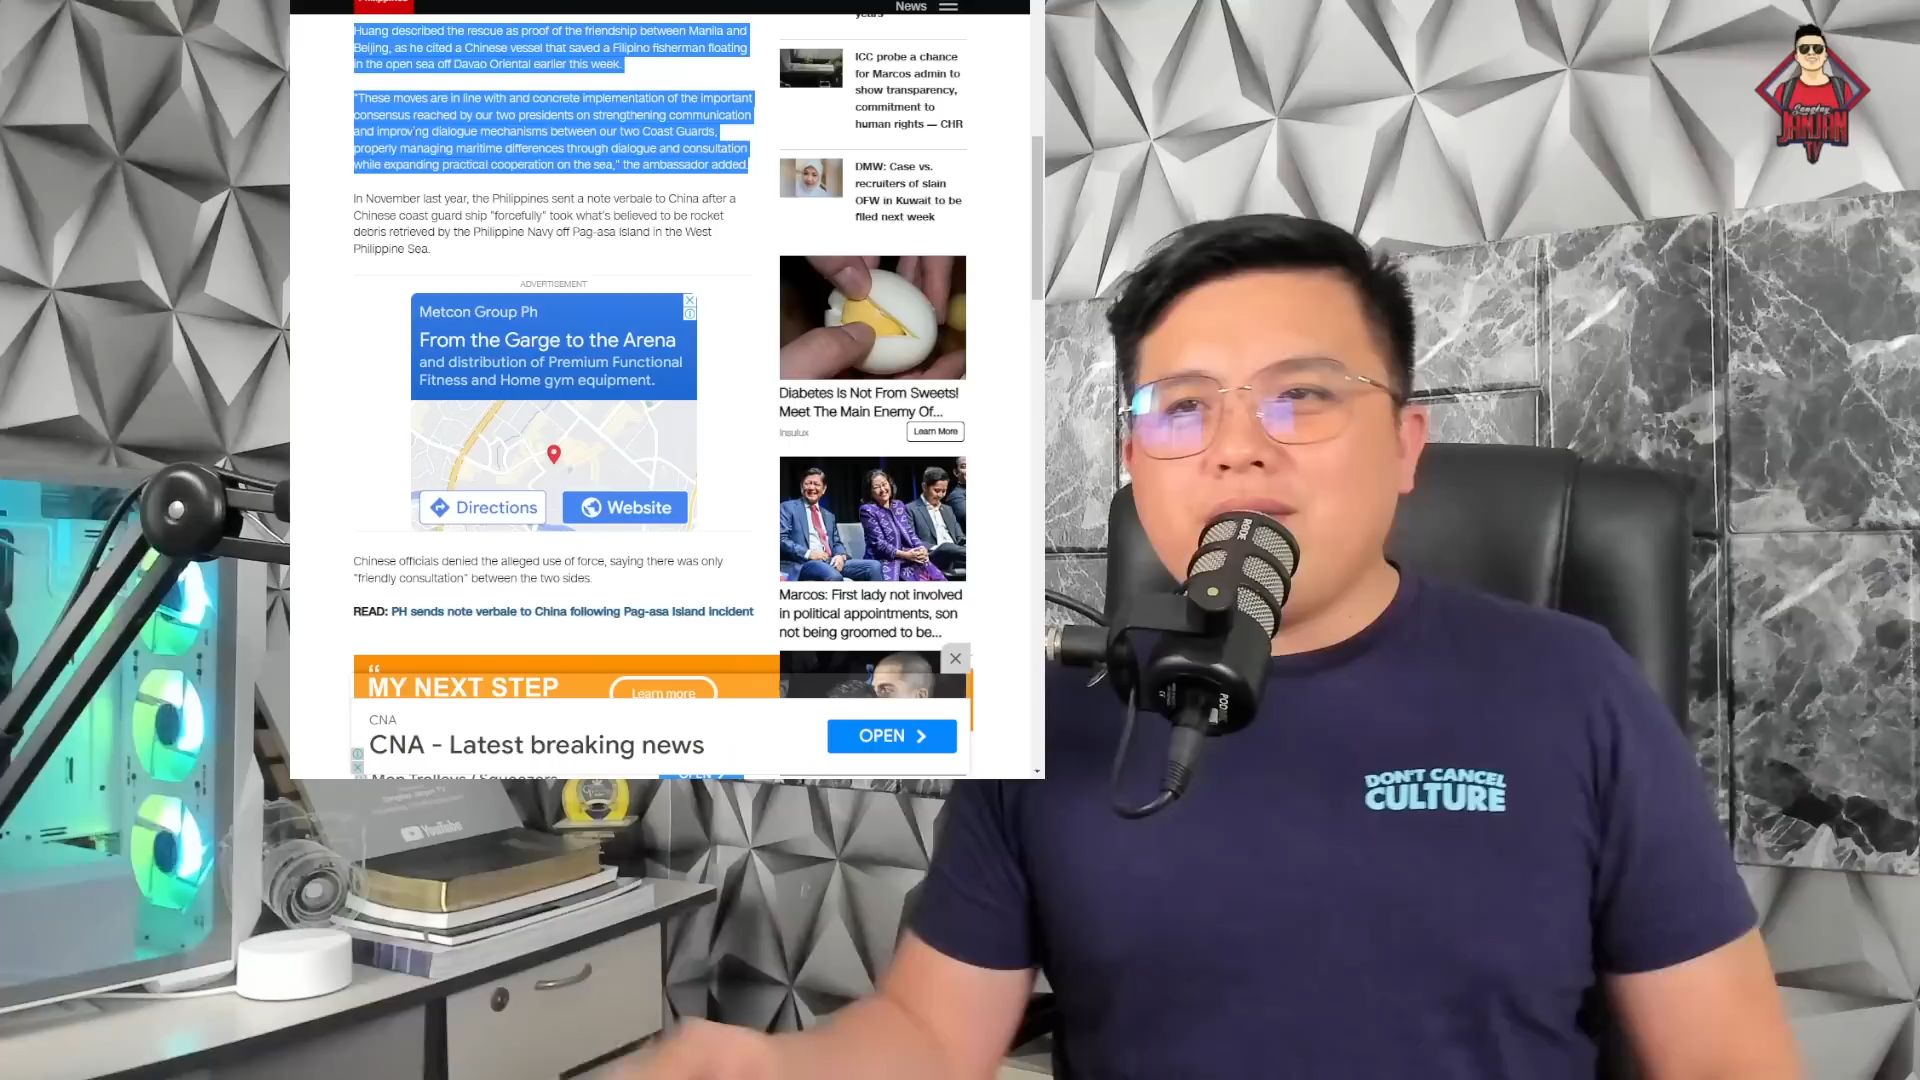 Philippines
News
Huang described the rescue as proof of the friendship between Manila and
Beijing, as he cited a Chinese vessel that saved a Filipino fisherman floating
in the open sea off Davao Oriental earlier this week.
"These moves are in line with and concrete implementation of the important
consensus reached by our two presidents on strengthening communication
and improving dialogue mechanisms between our two Coast Guards,
properly managing maritime differences through dialogue and consultation
while expanding practical cooperation on the sea," the ambassador added.
In November last year, the Philippines sent a note verbale to China after a
Chinese coast guard ship "forcefully" took what's believed to be rocket
debris retrieved by the Philippine Navy off Pag-asa Island in the West
Philippine Sea.
ADVERTISEMENT
Metcon Group Ph
From the Garge to the Arena
and distribution of Premium Functional
Fitness and Home gym equipment.
Directions
Website
Chinese officials denied the alleged use of force, saying there was only
"friendly consultation" between the two sides.
READ: PH sends note verbale to China following Pag-asa Island incident
MY NEXT STEP
Learn more
CNA
CNA - Latest breaking news
OPEN
Mop Trolleys / Squeezers
OPEN
years
ICC probe a chance
for Marcos admin to
show transparency,
commitment to
human rights — CHR
DMW: Case vs.
recruiters of slain
OFW in Kuwait to be
filed next week
Diabetes Is Not From Sweets!
Meet The Main Enemy Of...
Insulux
Learn More
Marcos: First lady not involved
in political appointments, son
not being groomed to be...
Sangkay
JANJAN
TV
RODE
PODMIC
DON'T CANCEL
CULTURE
YouTube